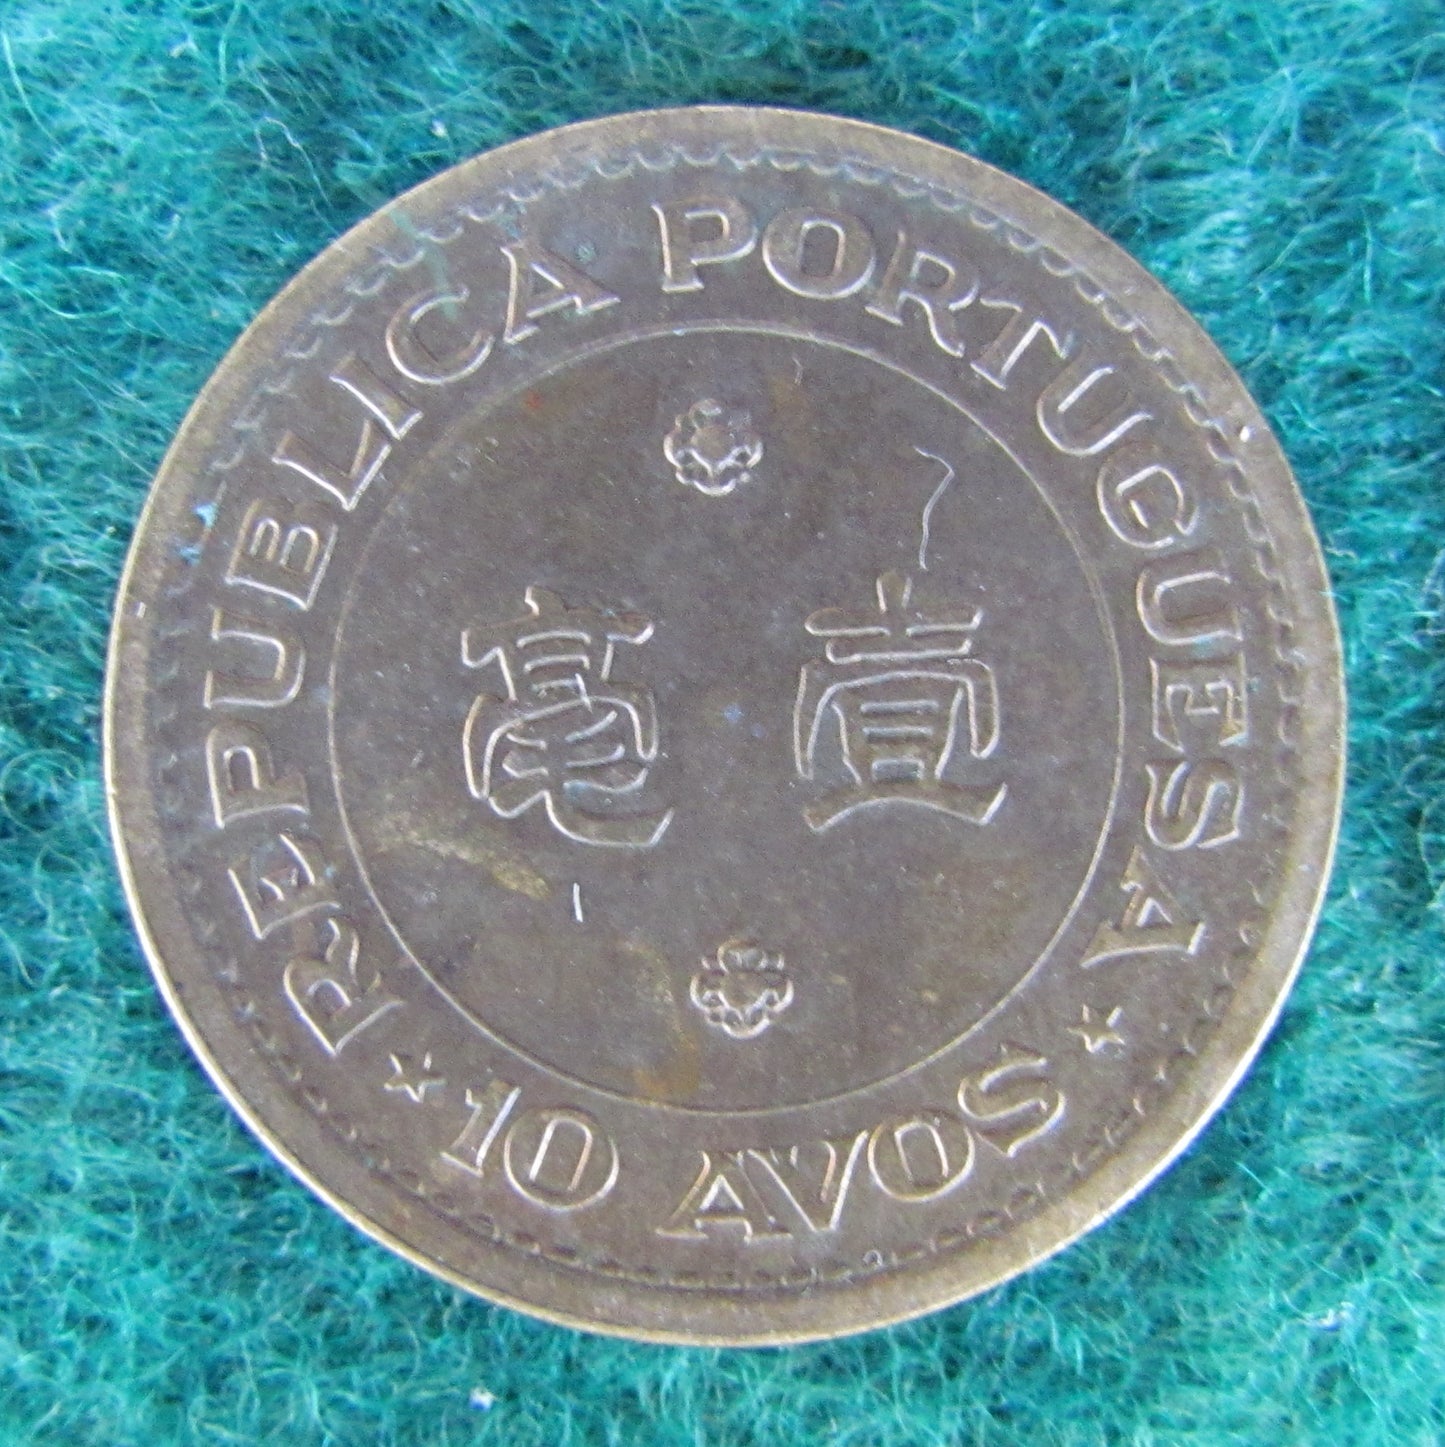 REPUBLICA PORTUGUESA
毫 壹
★ 10 AVOS ★